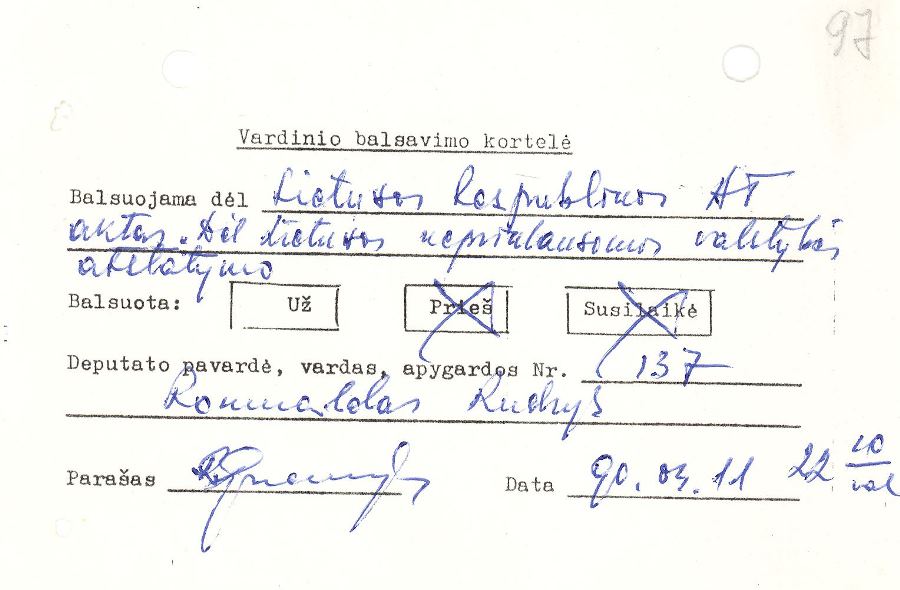 97
Vardinio balsavimo kortelė
Balsuojama dėl Lietuvos Respublikos AT
aktas. Dėl Lietuvos nepriklausomos valstybės
atstatymo
Balsuota: Už Prieš Susilaikė
Deputato pavardė, vardas, apygardos Nr. 137
Romualdas Rudzys
Parašas
Data 90.03.11 22 10 val